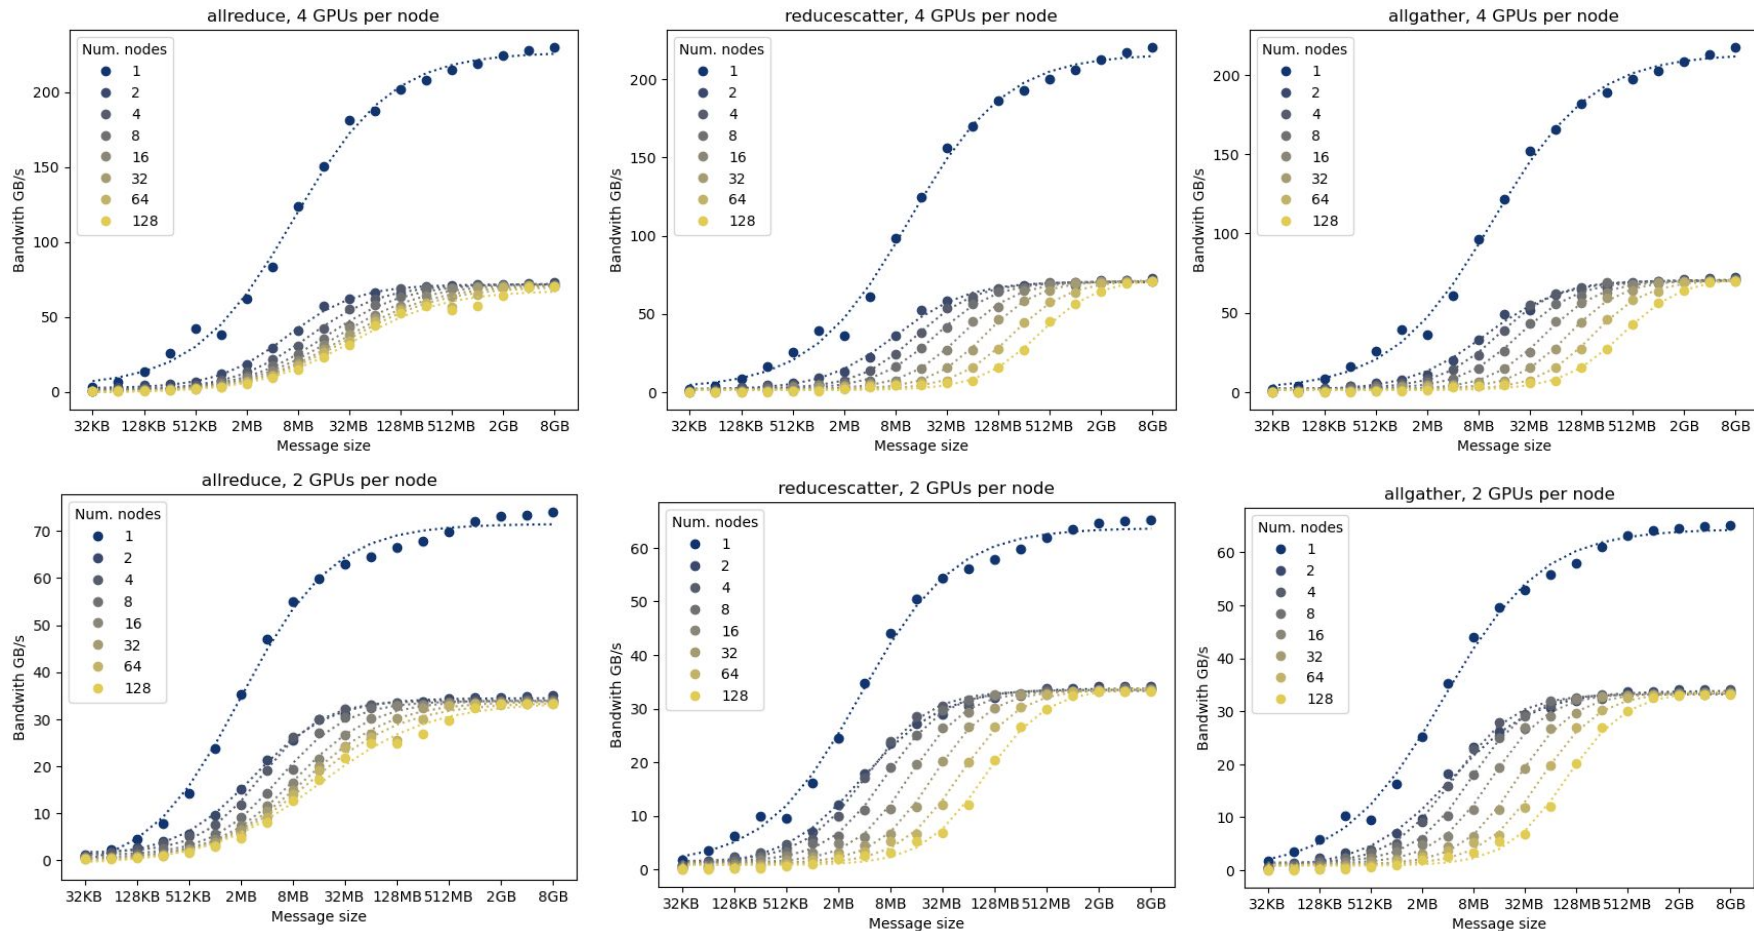 allreduce, 4 GPUs per node
Bandwith GB/s
200
150
100
50
0
Num. nodes
1
2
4
8
16
32
64
128
32KB 128KB 512KB 2MB 8MB 32MB 128MB 512MB 2GB 8GB
Message size
reducescatter, 4 GPUs per node
Bandwith GB/s
200
150
100
50
0
Num. nodes
1
2
4
8
16
32
64
128
32KB 128KB 512KB 2MB 8MB 32MB 128MB 512MB 2GB 8GB
Message size
allgather, 4 GPUs per node
Bandwith GB/s
200
150
100
50
0
Num. nodes
1
2
4
8
16
32
64
128
32KB 128KB 512KB 2MB 8MB 32MB 128MB 512MB 2GB 8GB
Message size
allreduce, 2 GPUs per node
Bandwith GB/s
70
60
50
40
30
20
10
0
Num. nodes
1
2
4
8
16
32
64
128
32KB 128KB 512KB 2MB 8MB 32MB 128MB 512MB 2GB 8GB
Message size
reducescatter, 2 GPUs per node
Bandwith GB/s
60
50
40
30
20
10
0
Num. nodes
1
2
4
8
16
32
64
128
32KB 128KB 512KB 2MB 8MB 32MB 128MB 512MB 2GB 8GB
Message size
allgather, 2 GPUs per node
Bandwith GB/s
60
50
40
30
20
10
0
Num. nodes
1
2
4
8
16
32
64
128
32KB 128KB 512KB 2MB 8MB 32MB 128MB 512MB 2GB 8GB
Message size